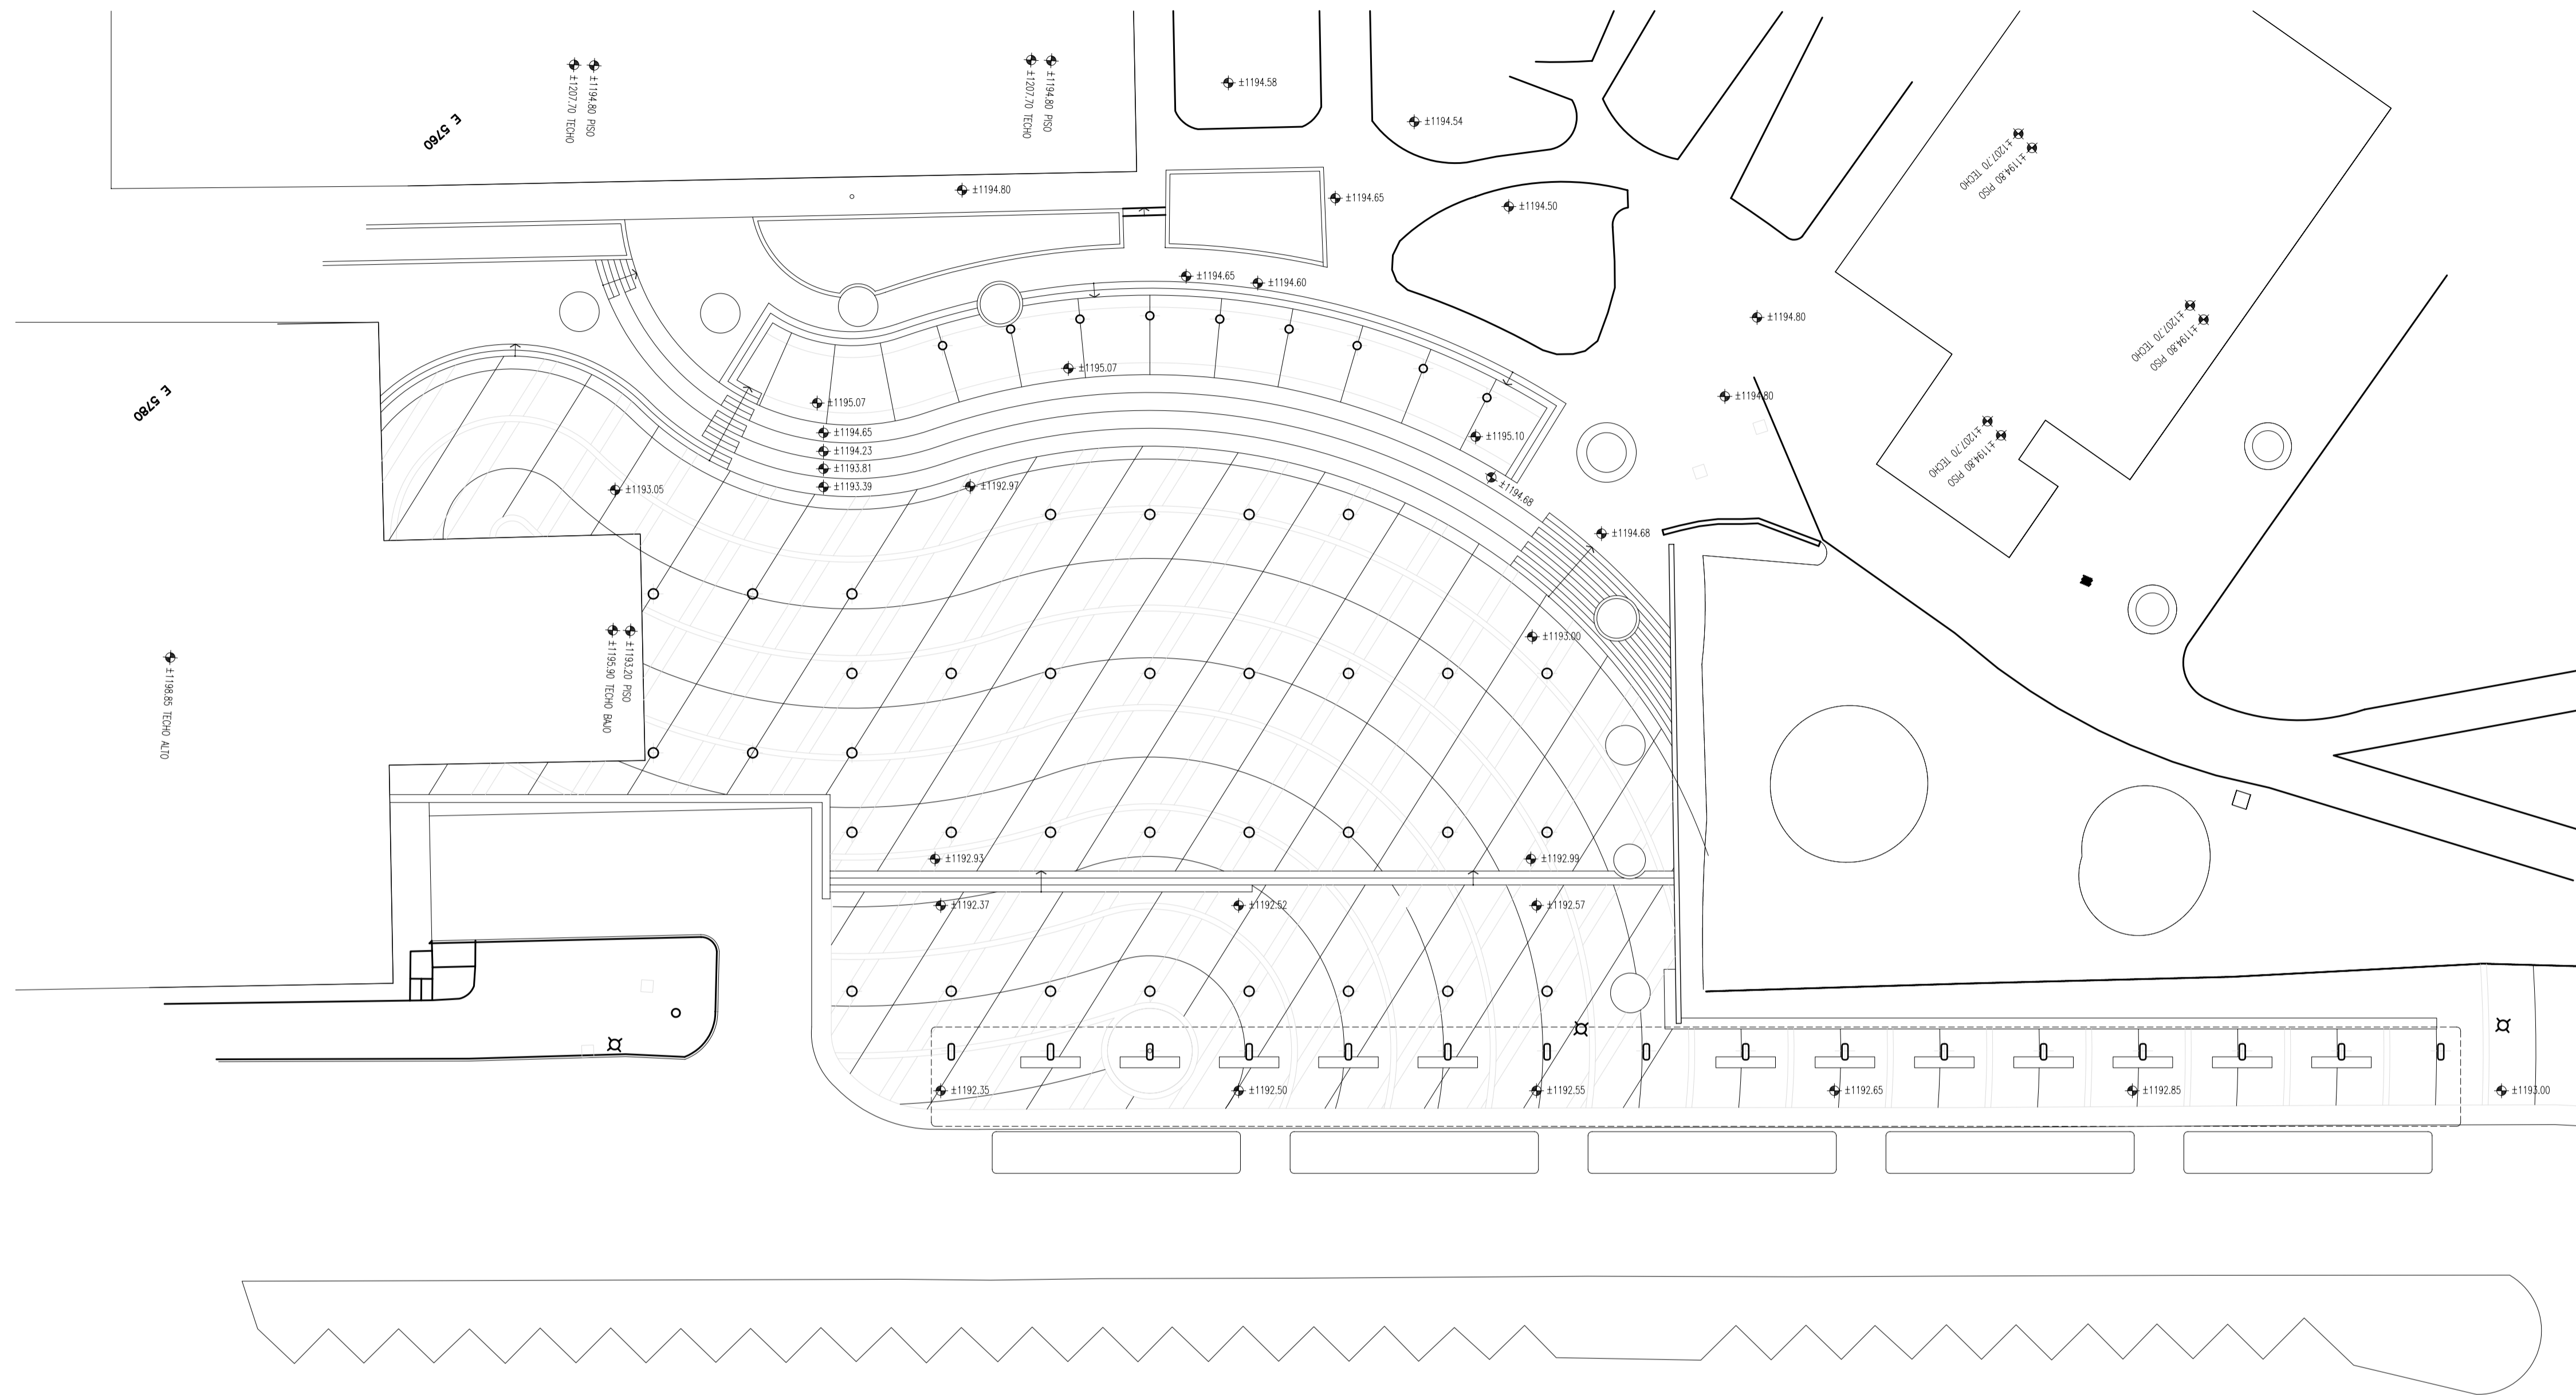 ±1194.80 PISO
±1207.70 TECHO
±1194.80 PISO
±1207.70 TECHO
±1194.58
±1194.54
E 5760
±1207.70 TECHO
±1194.80 PISO
±1194.80
±1194.65
±1194.50
±1194.65
±1194.60
±1194.80
±1207.70 TECHO
±1194.80 PISO
±1195.07
±1194.80
E 5780
±1195.07
±1194.65
±1195.10
±1207.70 TECHO
±1194.80 PISO
±1194.23
±1193.81
±1194.68
±1193.39
±1192.97
±1193.05
±1194.68
±1193.00
±1193.20 PISO
±1195.90 TECHO BAJO
±1198.85 TECHO ALTO
±1192.93
±1192.99
±1192.37
±1192.52
±1192.57
±1192.35
±1192.50
±1192.55
±1192.65
±1192.85
±1193.00